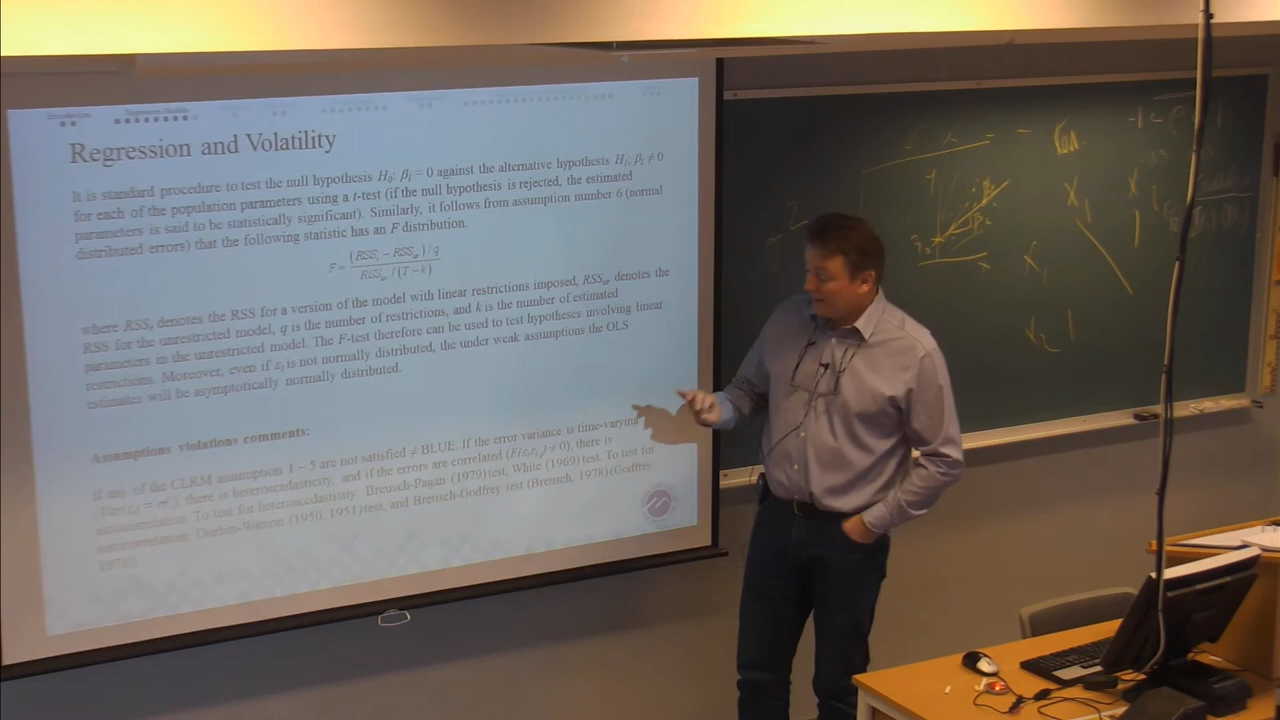 Introduction Regression Models
Regression and Volatility
It is standard procedure to test the null hypothesis H₀: βᵢ = 0 against the alternative hypothesis H₁: βᵢ ≠ 0
for each of the population parameters using a t-test (if the null hypothesis is rejected, the estimated
parameters is said to be statistically significant). Similarly, it follows from assumption number 6 (normal
distributed errors) that the following statistic has an F distribution.
F = (RSSᵣ − RSSᵤᵣ) / q
RSSᵤᵣ / (T − k)
where RSSᵣ denotes the RSS for a version of the model with linear restrictions imposed, RSSᵤᵣ denotes the
RSS for the unrestricted model, q is the number of restrictions, and k is the number of estimated
parameters in the unrestricted model. The F-test therefore can be used to test hypotheses involving linear
restrictions. Moreover, even if εₜ is not normally distributed, the under weak assumptions the OLS
estimates will be asymptotically normally distributed.
Assumptions violations comments:
If any of the CLRM assumption 1 – 5 are not satisfied ≠ BLUE. If the error variance is time-varying
there is heteroscedasticity, and if the errors are correlated ≠ 0), there is
autocorrelation. To test for heteroscedastisity: Breusch-Pagan (1979) test, White (1969) test. To test for
autocorrelation: Durbin-Watson (1950, 1951) test, and Breusch-Godfrey test (Breusch, 1978) (Godfrey
1978)